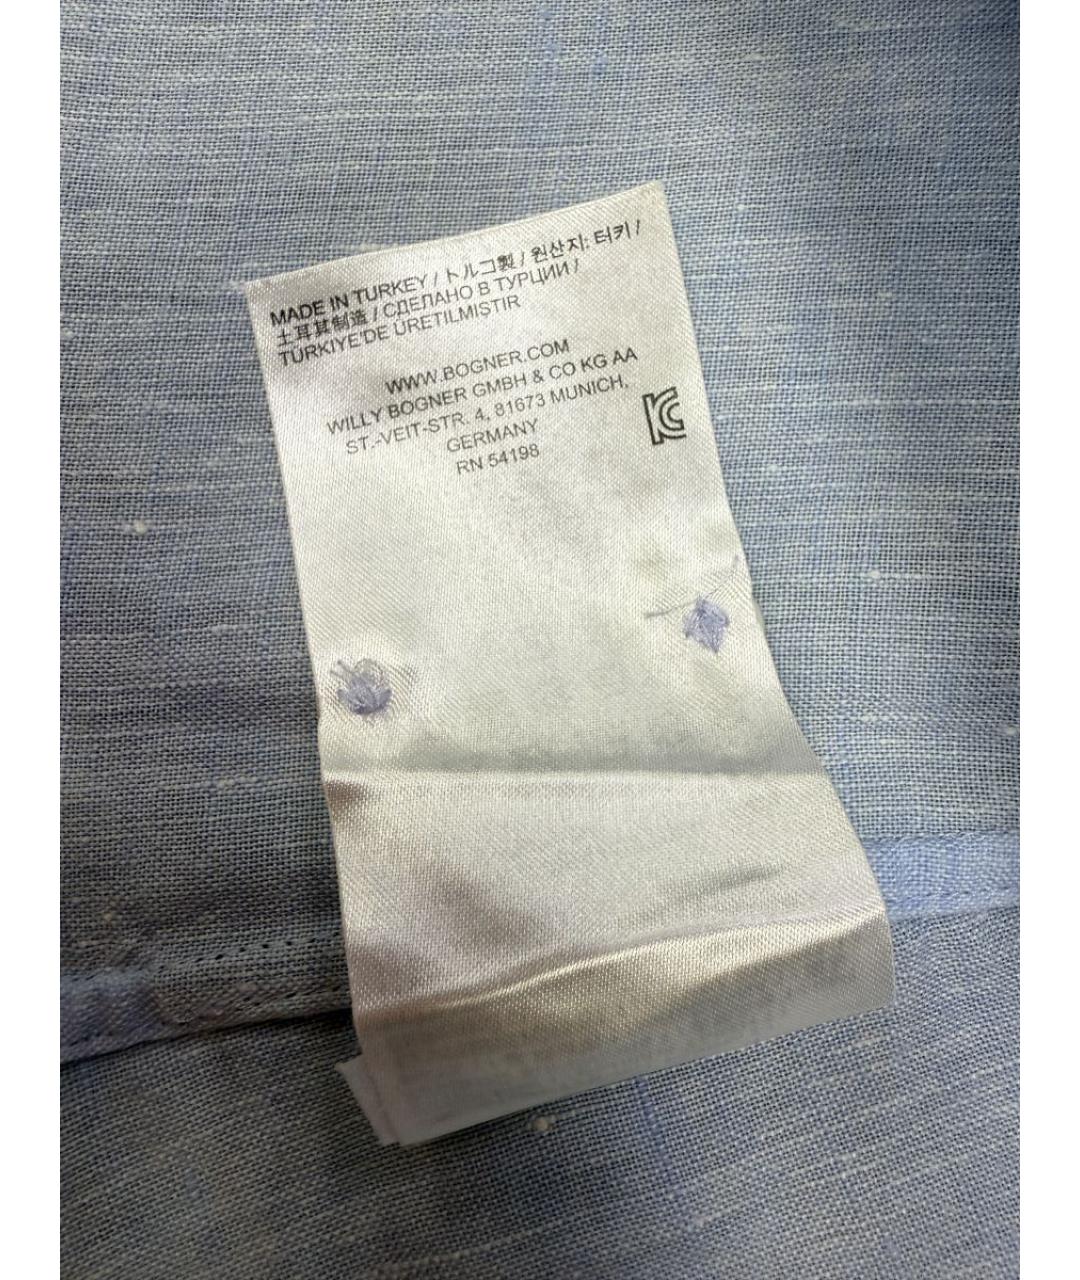 MADE IN TURKEY / トルコ製 / 원산지: 터키 /
土耳其制造 / СДЕЛАНО В ТУРЦИИ /
TÜRKIYE'DE ÜRETILMISTIR
WWW.BOGNER.COM
WILLY BOGNER GMBH & CO KG AA
ST.-VEIT-STR. 4, 81673 MUNICH,
GERMANY
RN 54198
KC